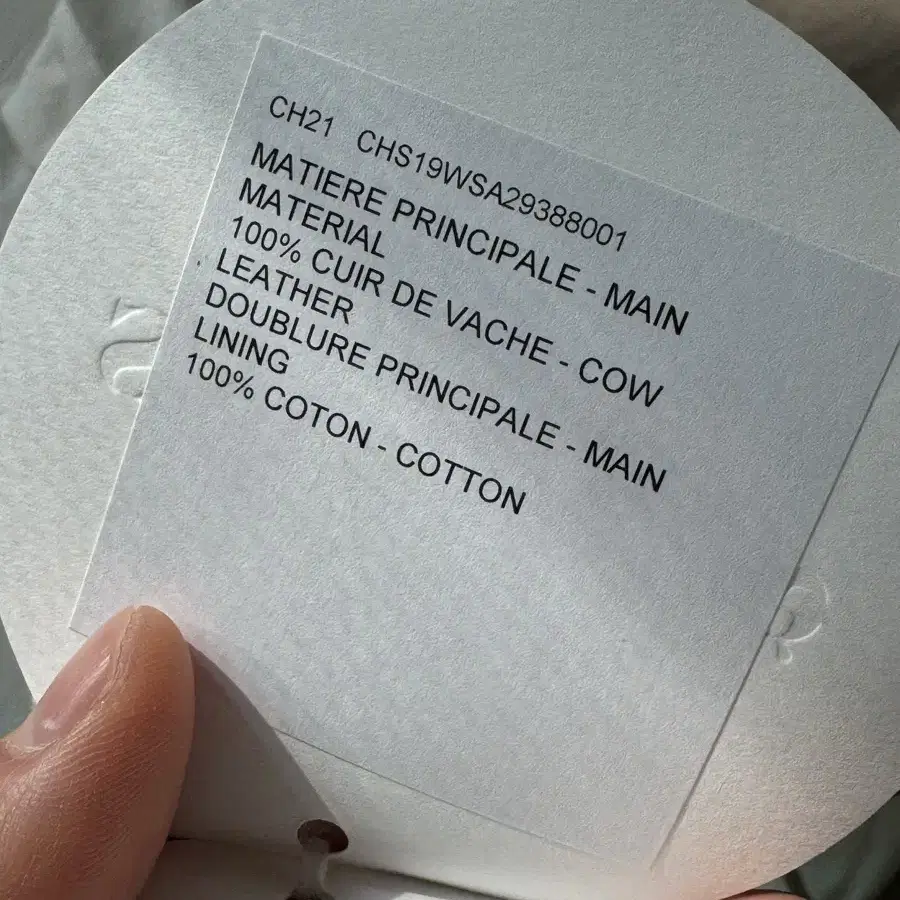 CH21 CHS19WSA29388001
MATIERE PRINCIPALE - MAIN
MATERIAL
100% CUIR DE VACHE - COW
LEATHER
DOUBLURE PRINCIPALE - MAIN
LINING
100% COTON - COTTON